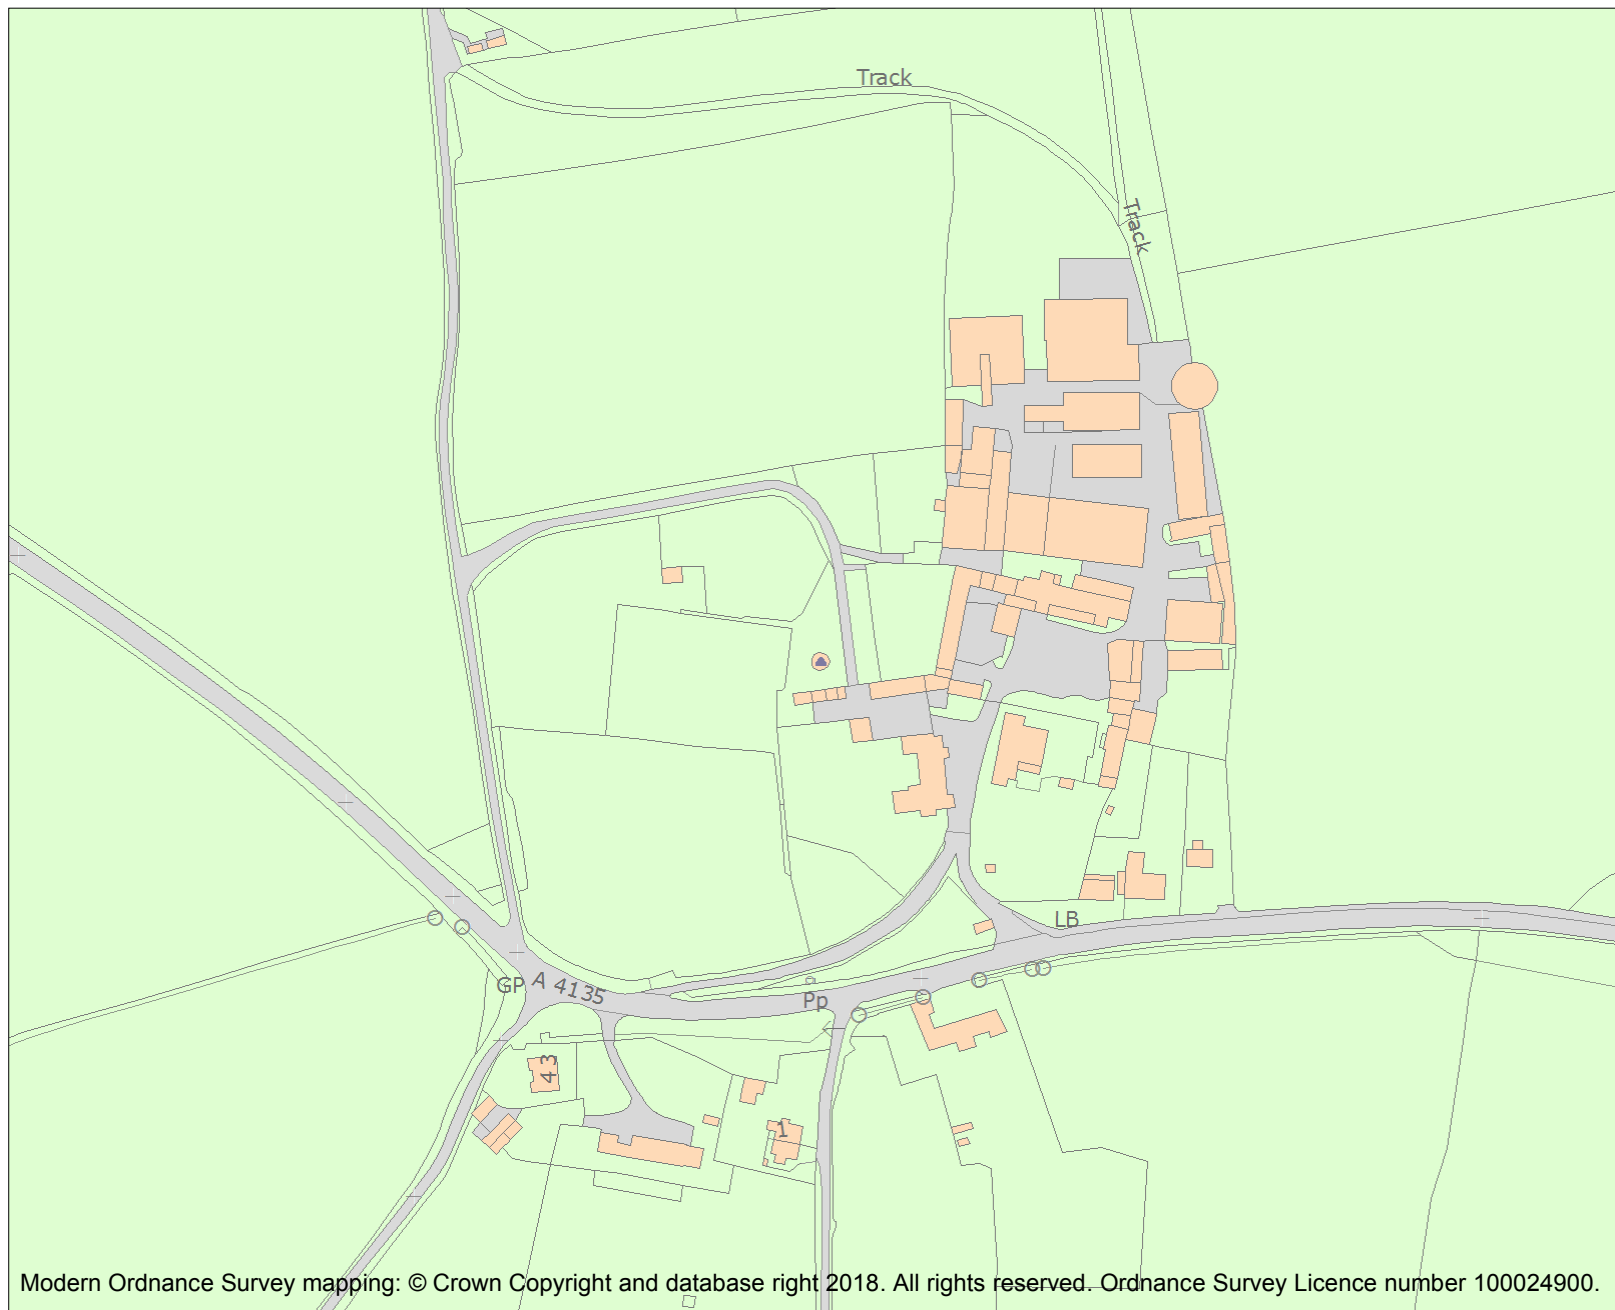 Track
Track
LB
GP
A 4135
Pp
43
1
Modern Ordnance Survey mapping: © Crown Copyright and database right 2018. All rights reserved. Ordnance Survey Licence number 100024900.